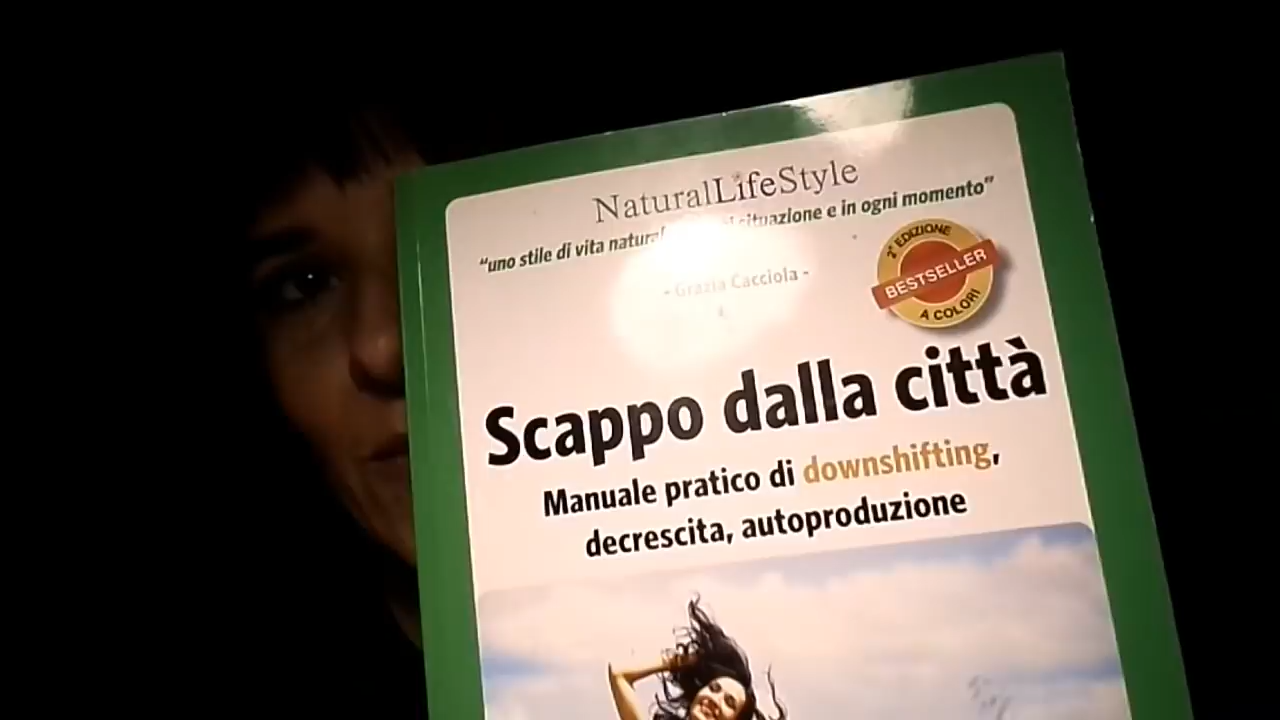 NaturalLifeStyle
“uno stile di vita situazione e in ogni momento”
- Grazia Cacciola -
2ª EDIZIONE
BESTSELLER
A COLORI
Scappo dalla città
Manuale pratico di downshifting,
decrescita, autoproduzione